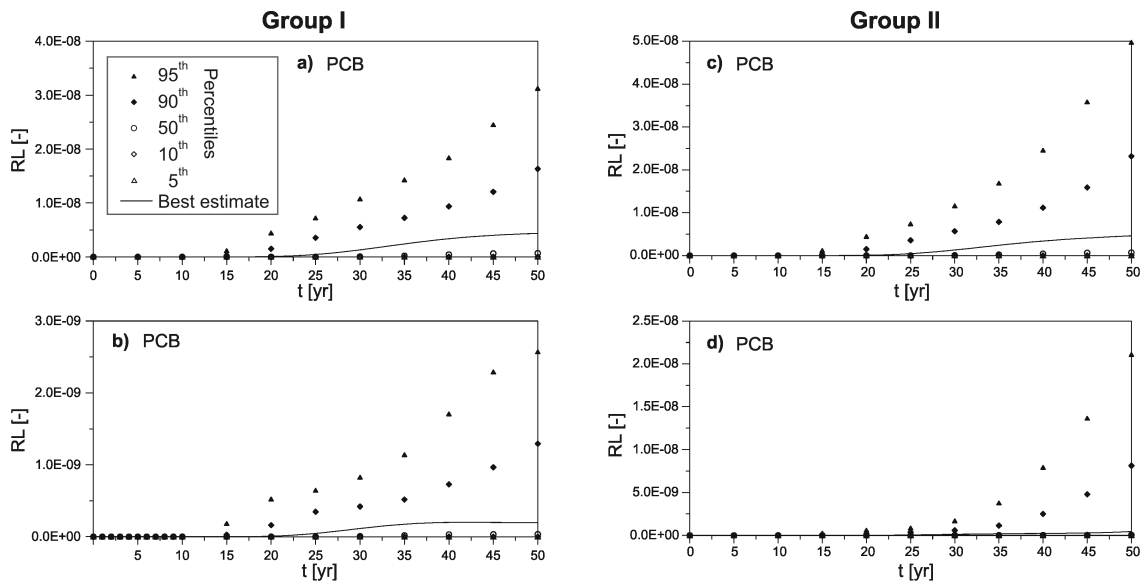 Group I
4.0E-08
3.0E-08
2.0E-08
1.0E-08
0.0E+00
RL [-]
a) PCB
95th
90th
50th
10th
5th
Percentiles
Best estimate
0 5 10 15 20 25 30 35 40 45 50
t [yr]
3.0E-09
2.0E-09
1.0E-09
0.0E+00
RL [-]
b) PCB
5 10 15 20 25 30 35 40 45 50
t [yr]
Group II
5.0E-08
4.0E-08
3.0E-08
2.0E-08
1.0E-08
0.0E+00
RL [-]
c) PCB
0 5 10 15 20 25 30 35 40 45 50
t [yr]
2.5E-08
1.5E-08
5.0E-09
0.0E+00
RL [-]
d) PCB
0 5 10 15 20 25 30 35 40 45 50
t [yr]